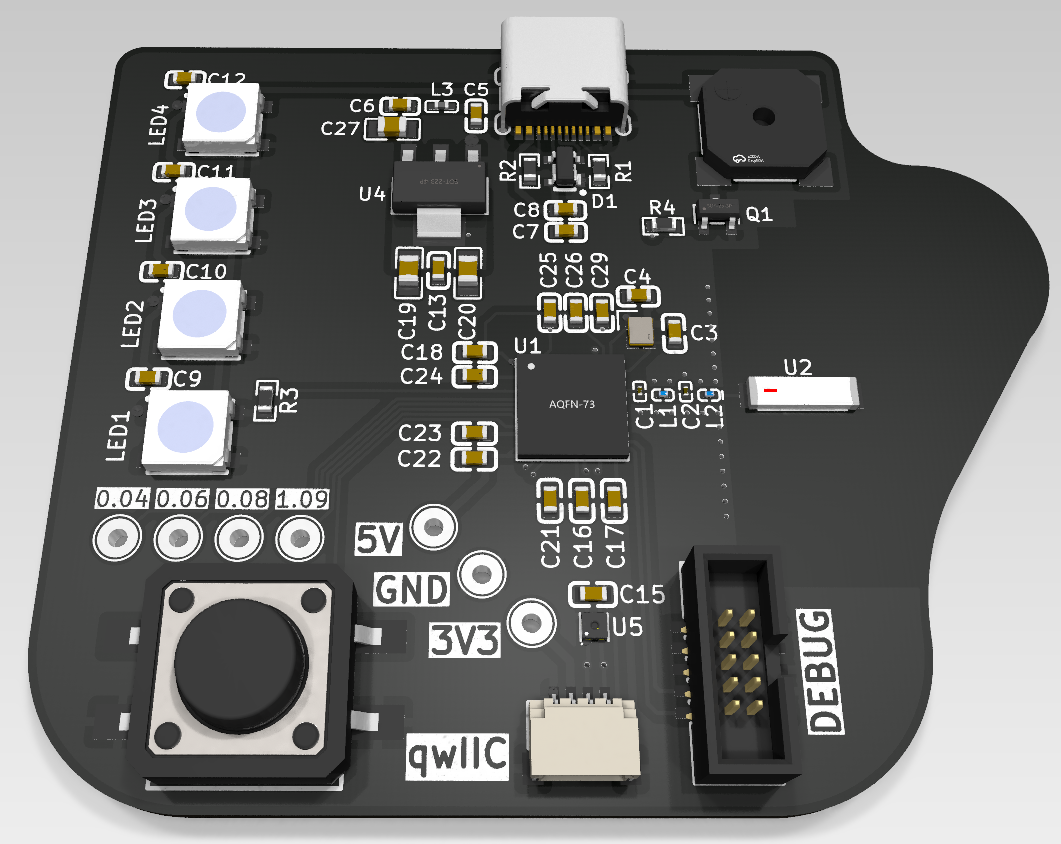 C12
LED4
C11
LED3
C10
LED2
C9
LED1
R3
C6
L3
C5
C27
U4
R2
R1
D1
C8
C7
R4
Q1
C25
C26
C29
C4
C3
C19
C13
C20
C18
C24
U1
AQFN-73
C1
L1
C2
L2
U2
C23
C22
0.04
0.06
0.08
1.09
5V
GND
3V3
C21
C16
C17
C15
U5
DEBUG
qwIIC